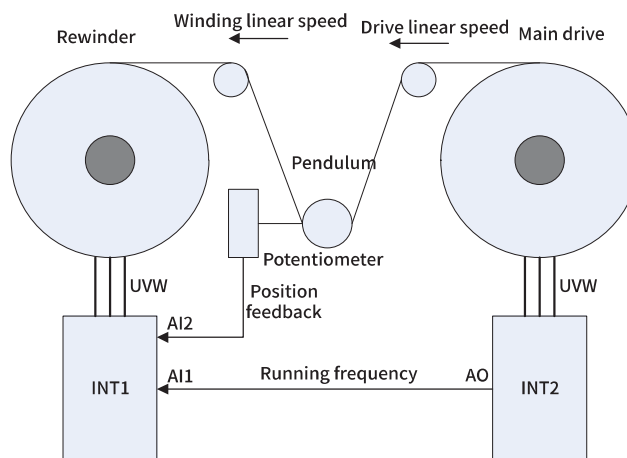 Winding linear speed
Drive linear speed
Rewinder
Main drive
Pendulum
Potentiometer
UVW
Position
feedback
UVW
AI2
AI1
Running frequency
AO
INT1
INT2